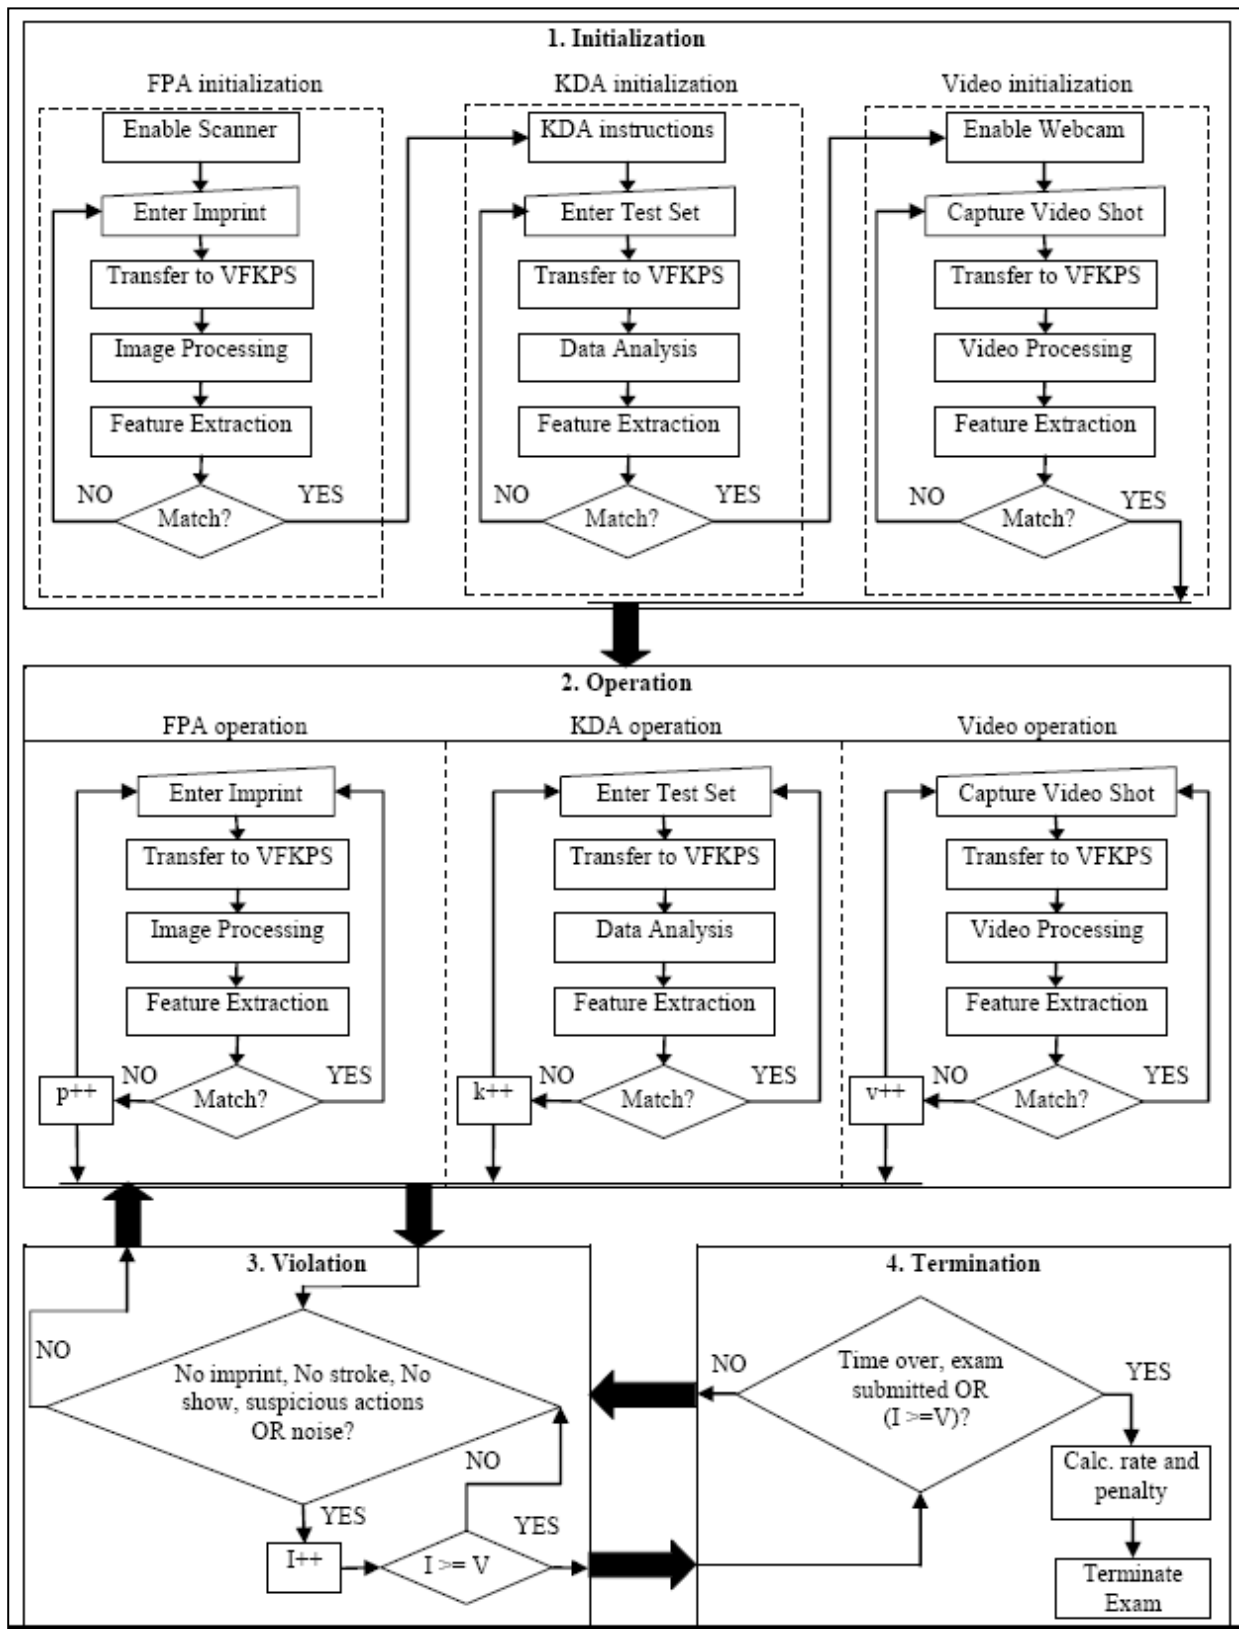 1. Initialization
FPA initialization
Enable Scanner
Enter Imprint
Transfer to VFKPS
Image Processing
Feature Extraction
NO
YES
Match?
KDA initialization
KDA instructions
Enter Test Set
Transfer to VFKPS
Data Analysis
Feature Extraction
NO
YES
Match?
Video initialization
Enable Webcam
Capture Video Shot
Transfer to VFKPS
Video Processing
Feature Extraction
NO
YES
Match?
2. Operation
FPA operation
Enter Imprint
Transfer to VFKPS
Image Processing
Feature Extraction
p++
NO
YES
Match?
KDA operation
Enter Test Set
Transfer to VFKPS
Data Analysis
Feature Extraction
k++
NO
YES
Match?
Video operation
Capture Video Shot
Transfer to VFKPS
Video Processing
Feature Extraction
v++
NO
YES
Match?
3. Violation
NO
No imprint, No stroke, No
show, suspicious actions
OR noise?
NO
YES
YES
I++
I >= V
4. Termination
NO
Time over, exam
submitted OR
(I >=V)?
YES
Calc. rate and
penalty
Terminate
Exam